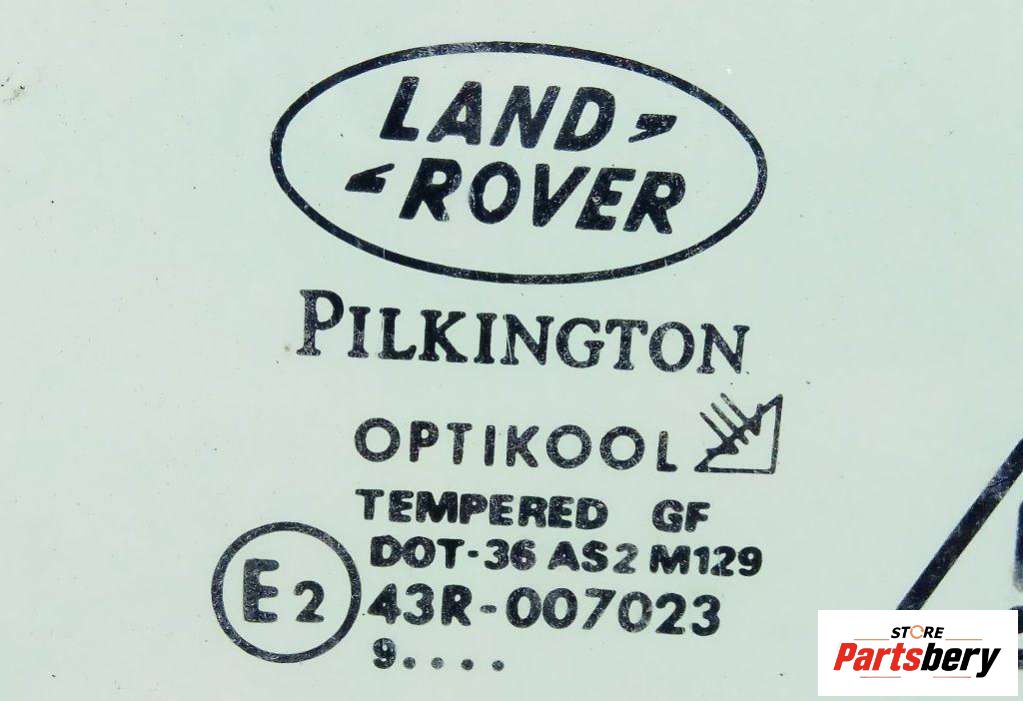 LAND
ROVER
PILKINGTON
OPTIKOOL
TEMPERED GF
DOT-36 AS2 M129
E2 43R-007023
9....
STORE
Partsbery